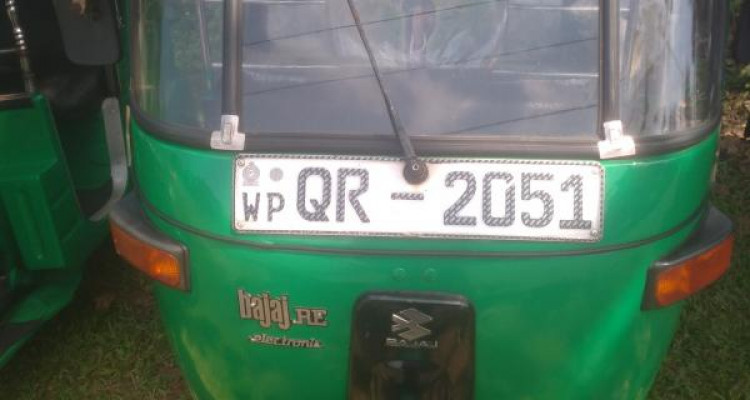 WP QR - 2051
bajaj RE
electronic
BAJAJ